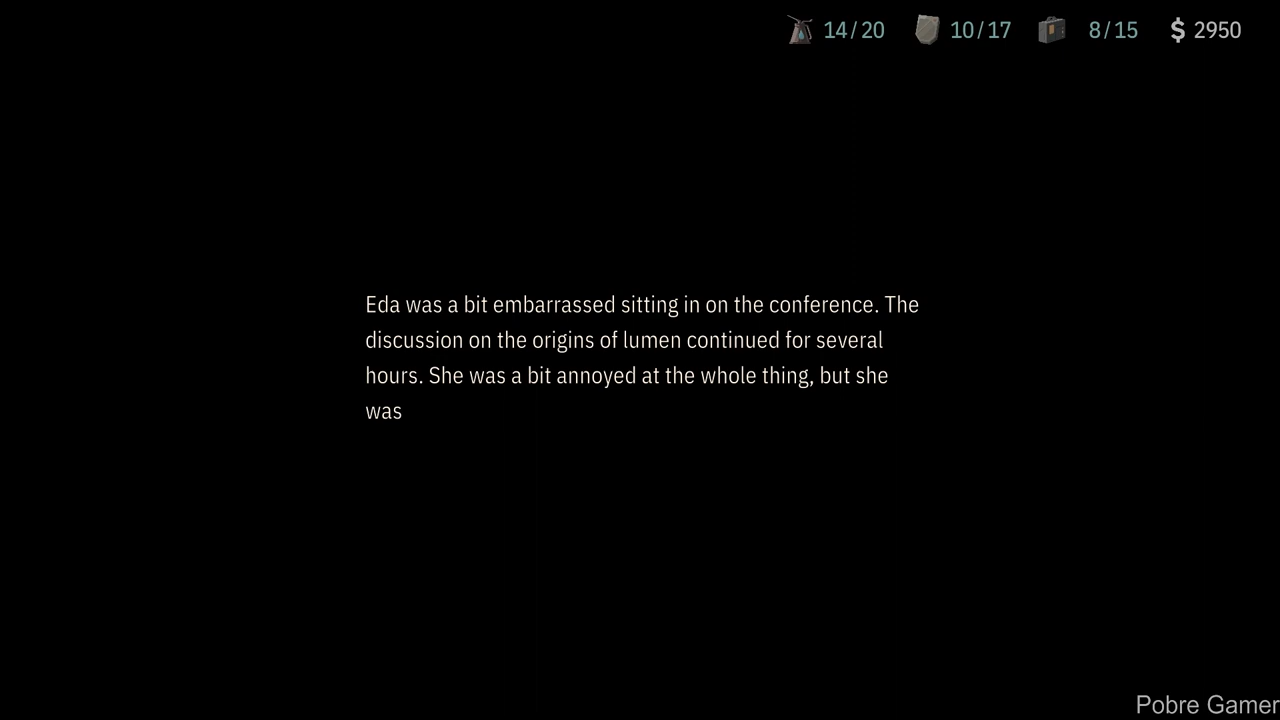 14/20 10/17 8/15 $ 2950
Eda was a bit embarrassed sitting in on the conference. The
discussion on the origins of lumen continued for several
hours. She was a bit annoyed at the whole thing, but she
was
Pobre Gamer